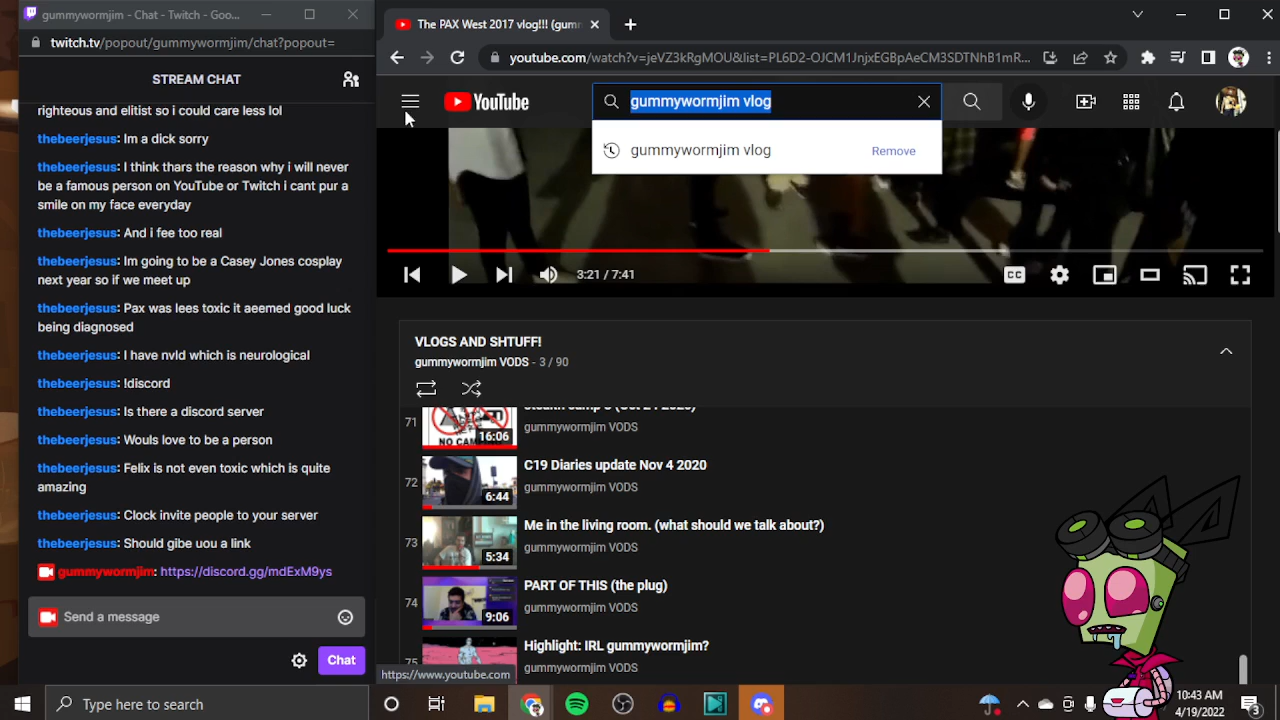 gummywormjim - Chat - Twitch - Goo...
twitch.tv/popout/gummywormjim/chat?popout=
STREAM CHAT
righteous and elitist so i could care less lol
thebeerjesus: Im a dick sorry
thebeerjesus: I think thars the reason why i will never
be a famous person on YouTube or Twitch i cant pur a
smile on my face everyday
thebeerjesus: And i fee too real
thebeerjesus: Im going to be a Casey Jones cosplay
next year so if we meet up
thebeerjesus: Pax was lees toxic it aeemed good luck
being diagnosed
thebeerjesus: I have nvld which is neurological
thebeerjesus: !discord
thebeerjesus: Is there a discord server
thebeerjesus: Wouls love to be a person
thebeerjesus: Felix is not even toxic which is quite
amazing
thebeerjesus: Clock invite people to your server
thebeerjesus: Should gibe uou a link
gummywormjim: https://discord.gg/mdExM9ys
Send a message
Chat
The PAX West 2017 vlog!!! (gumr
youtube.com/watch?v=jeVZ3kRgMOU&list=PL6D2-OJCM1JnjxEGBpAeCM3SDTNhB1mR...
YouTube
gummywormjim vlog
gummywormjim vlog
Remove
3:21 / 7:41
CC
VLOGS AND SHTUFF!
gummywormjim VODS - 3 / 90
71
16:06
NO CAMP
gummywormjim VODS
72
6:44
C19 Diaries update Nov 4 2020
gummywormjim VODS
73
5:34
Me in the living room. (what should we talk about?)
gummywormjim VODS
74
9:06
PART OF THIS (the plug)
gummywormjim VODS
75
Highlight: IRL gummywormjim?
gummywormjim VODS
https://www.youtube.com
Type here to search
10:43 AM
4/19/2022
3